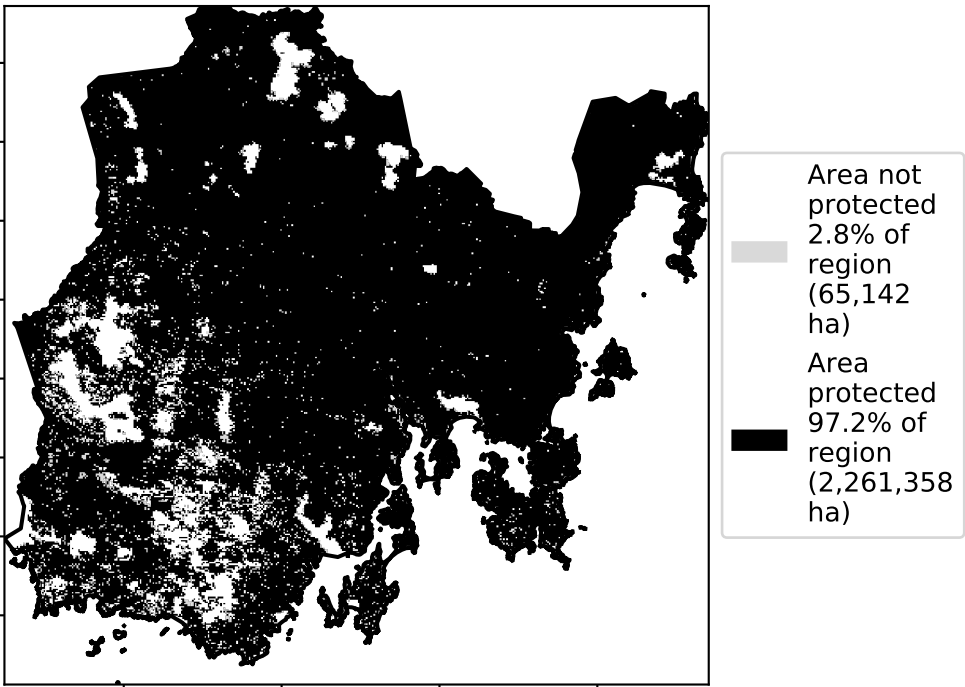 Area not
protected
2.8% of
region
(65,142
ha)
Area
protected
97.2% of
region
(2,261,358
ha)